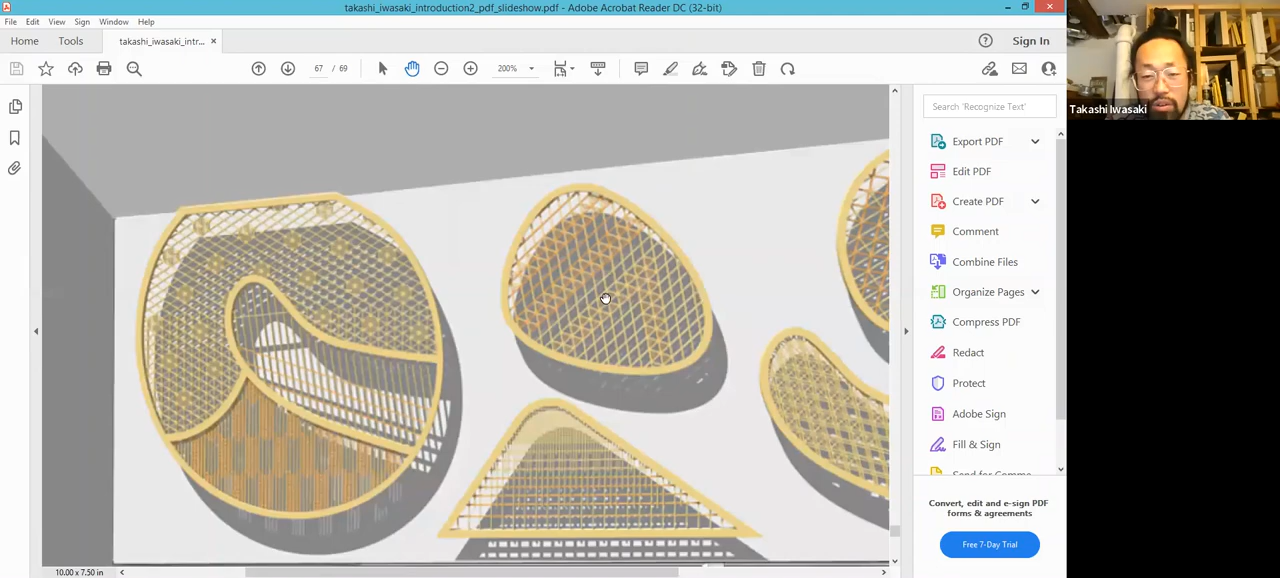 takashi_iwasaki_introduction2_pdf_slideshow.pdf - Adobe Acrobat Reader DC (32-bit)
File Edit View Sign Window Help
Home Tools takashi_iwasaki_intr... × Sign In
67 / 69 200%
Takashi Iwasaki
Search 'Recognize Text'
Export PDF
Edit PDF
Create PDF
Comment
Combine Files
Organize Pages
Compress PDF
Redact
Protect
Adobe Sign
Fill & Sign
Send for Comme
Convert, edit and e-sign PDF
forms & agreements
Free 7-Day Trial
10.00 x 7.50 in